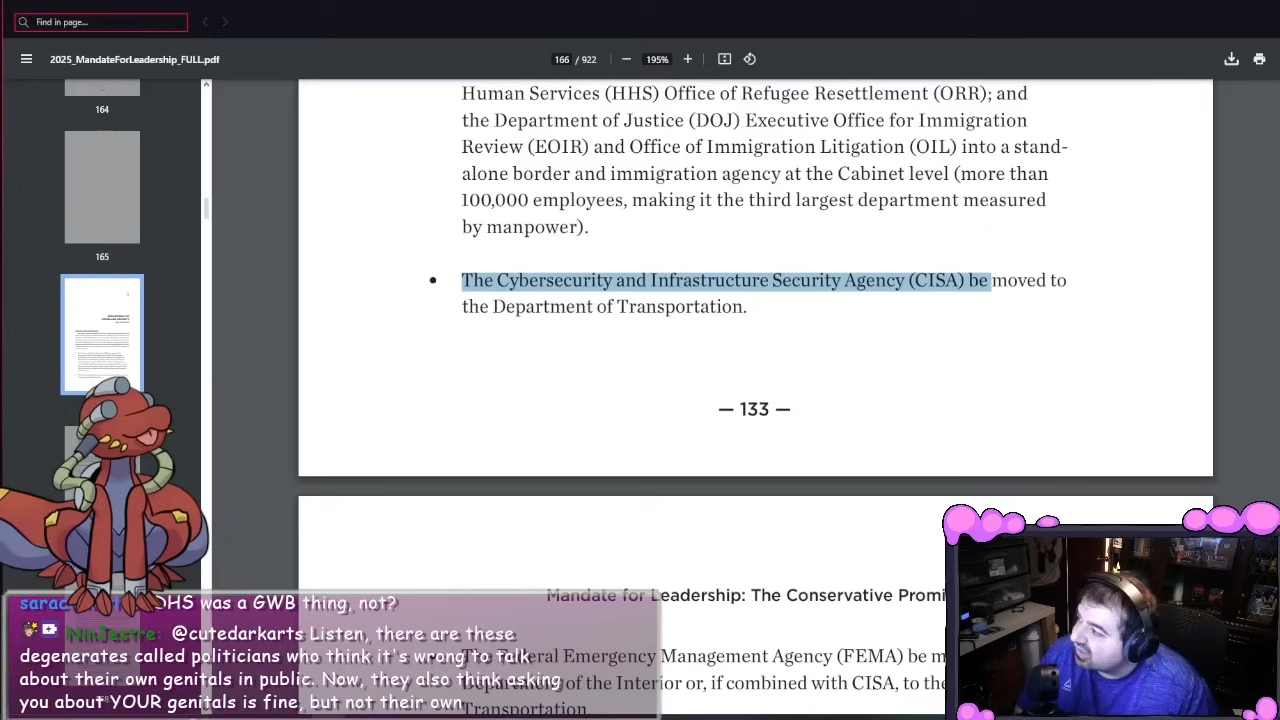 Find in page...
2025_MandateForLeadership_FULL.pdf
166 / 922
195%
164
165
Human Services (HHS) Office of Refugee Resettlement (ORR); and
the Department of Justice (DOJ) Executive Office for Immigration
Review (EOIR) and Office of Immigration Litigation (OIL) into a stand-
alone border and immigration agency at the Cabinet level (more than
100,000 employees, making it the third largest department measured
by manpower).
• The Cybersecurity and Infrastructure Security Agency (CISA) be moved to
the Department of Transportation.
— 133 —
Mandate for Leadership: The Conservative Promi
Emergency Management Agency (FEMA) be m
of the Interior or, if combined with CISA, to the
Transportation.
DHS was a GWB thing, not?
NinJestre: @cutedarkarts Listen, there are these
degenerates called politicians who think it's wrong to talk
about their own genitals in public. Now, they also think asking
you about YOUR genitals is fine, but not their own.